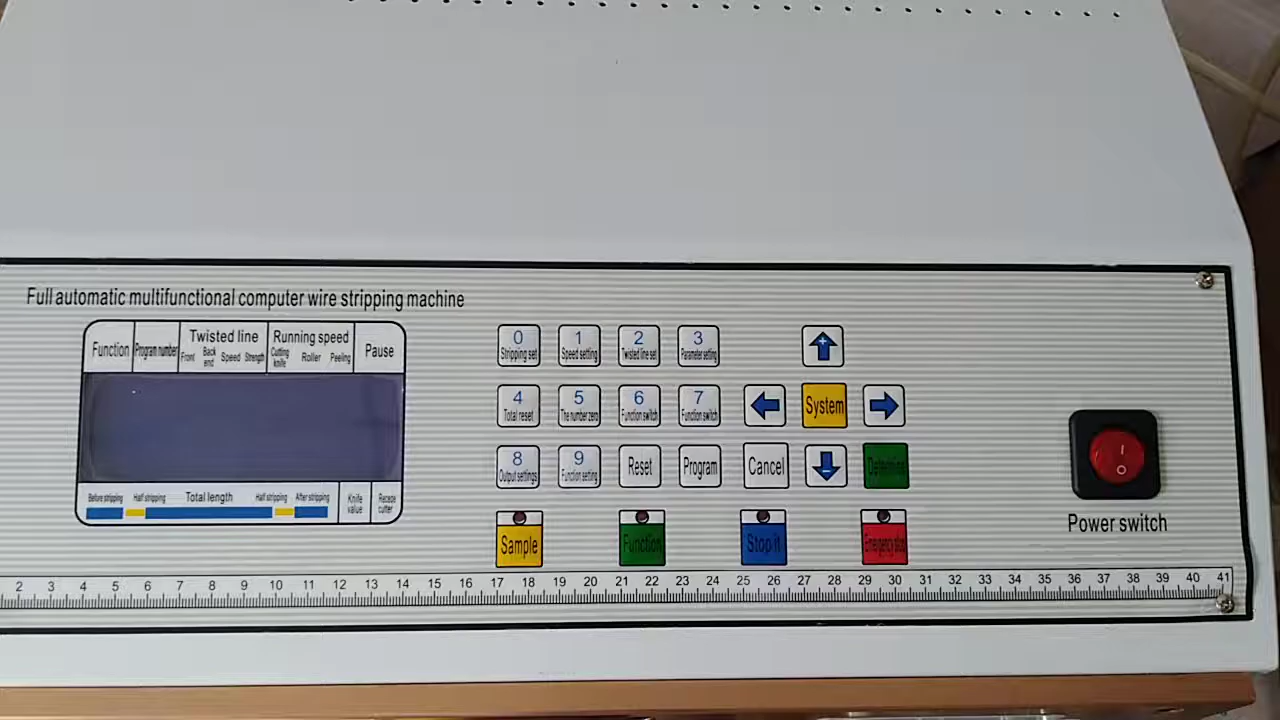 Full automatic multifunctional computer wire stripping machine
Function
Program number
Twisted line
Front
Back end
Speed
Strength
Running speed
Cutting knife
Roller
Peeling
Pause
Before stripping
Half stripping
Total length
Half stripping
After stripping
Knife value
Recede cutter
0
Stripping set
1
Speed setting
2
Twisted line set
3
Parameter setting
+
4
Total reset
5
The number zero
6
Function switch
7
Function switch
System
8
Output settings
9
Function setting
Reset
Program
Cancel
Determine
Sample
Function
Stop it
Emergency stop
Power switch
2 3 4 5 6 7 8 9 10 11 12 13 14 15 16 17 18 19 20 21 22 23 24 25 26 27 28 29 30 31 32 33 34 35 36 37 38 39 40 41